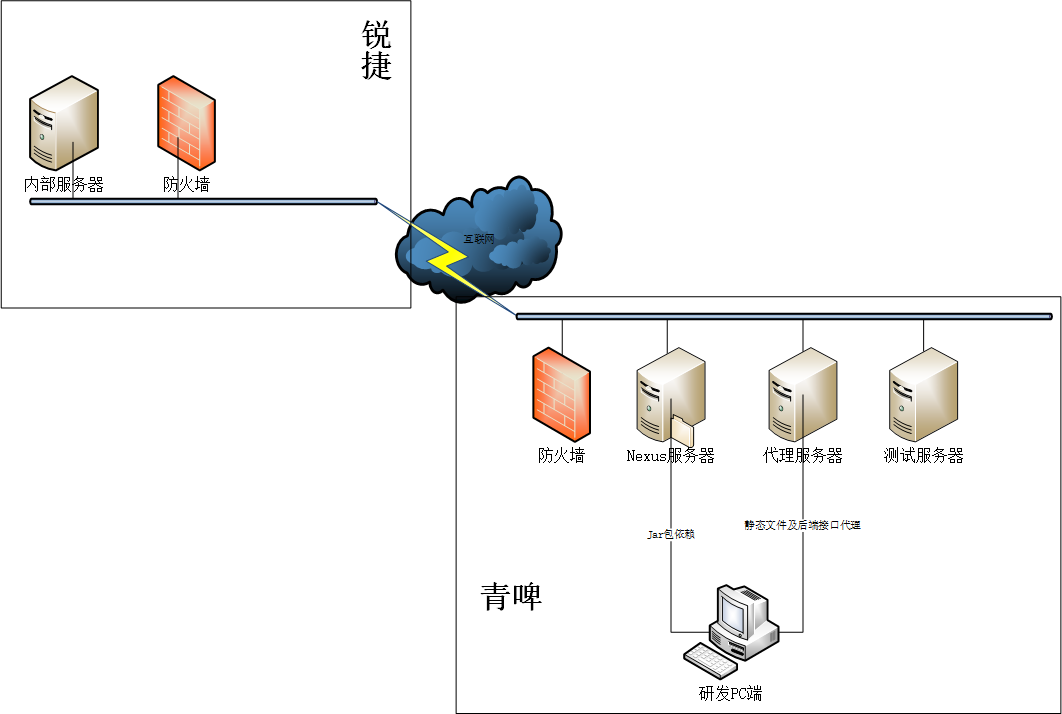 锐
捷
内部服务器
防火墙
互联网
防火墙
Nexus服务器
代理服务器
测试服务器
Jar包依赖
静态文件及后端接口代理
青啤
研发PC端